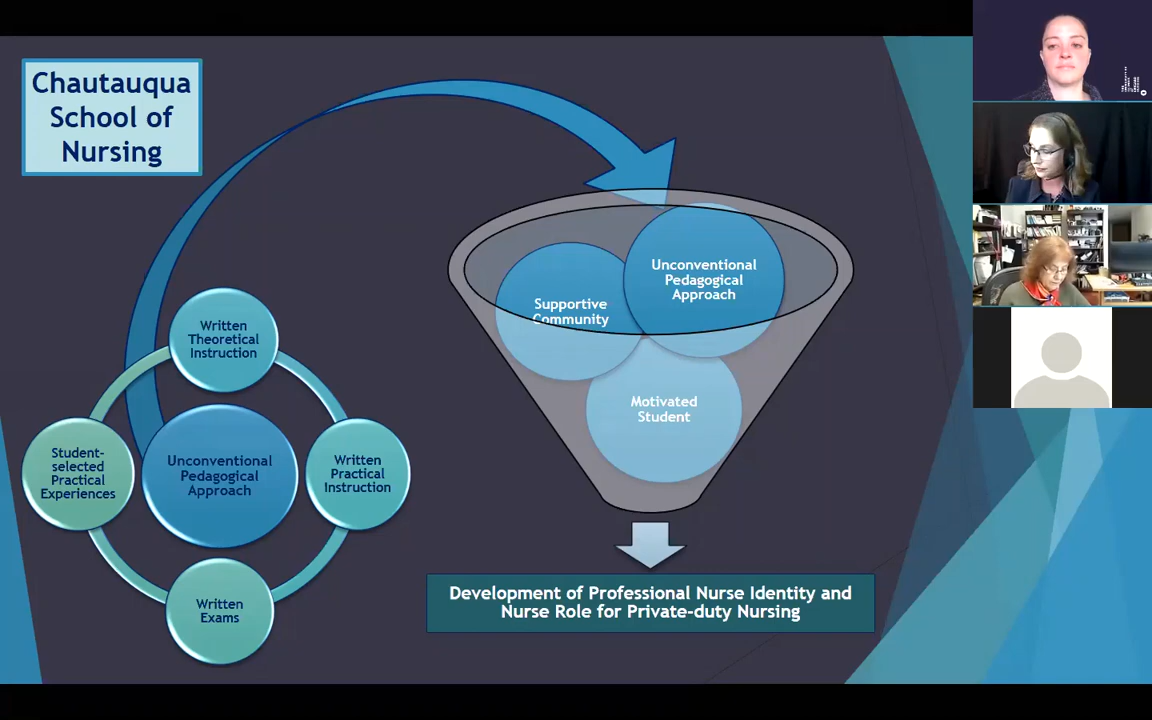 Chautauqua
School of
Nursing
Written
Theoretical
Instruction
Student-
selected
Practical
Experiences
Unconventional
Pedagogical
Approach
Written
Practical
Instruction
Written
Exams
Unconventional
Pedagogical
Approach
Supportive
Community
Motivated
Student
Development of Professional Nurse Identity and
Nurse Role for Private-duty Nursing